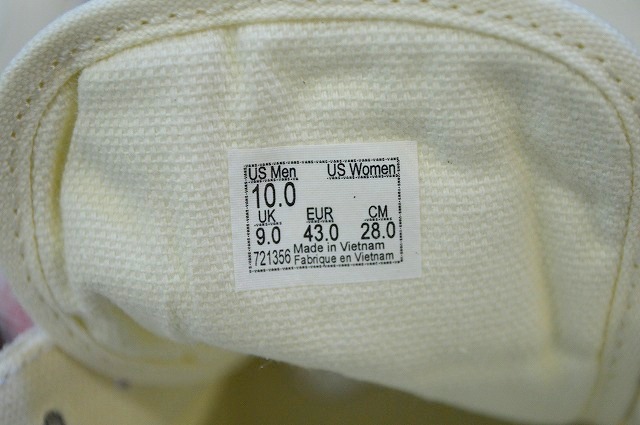 US Men US Women
10.0
UK EUR CM
9.0 43.0 28.0
Made in Vietnam
721356 Fabrique en Vietnam